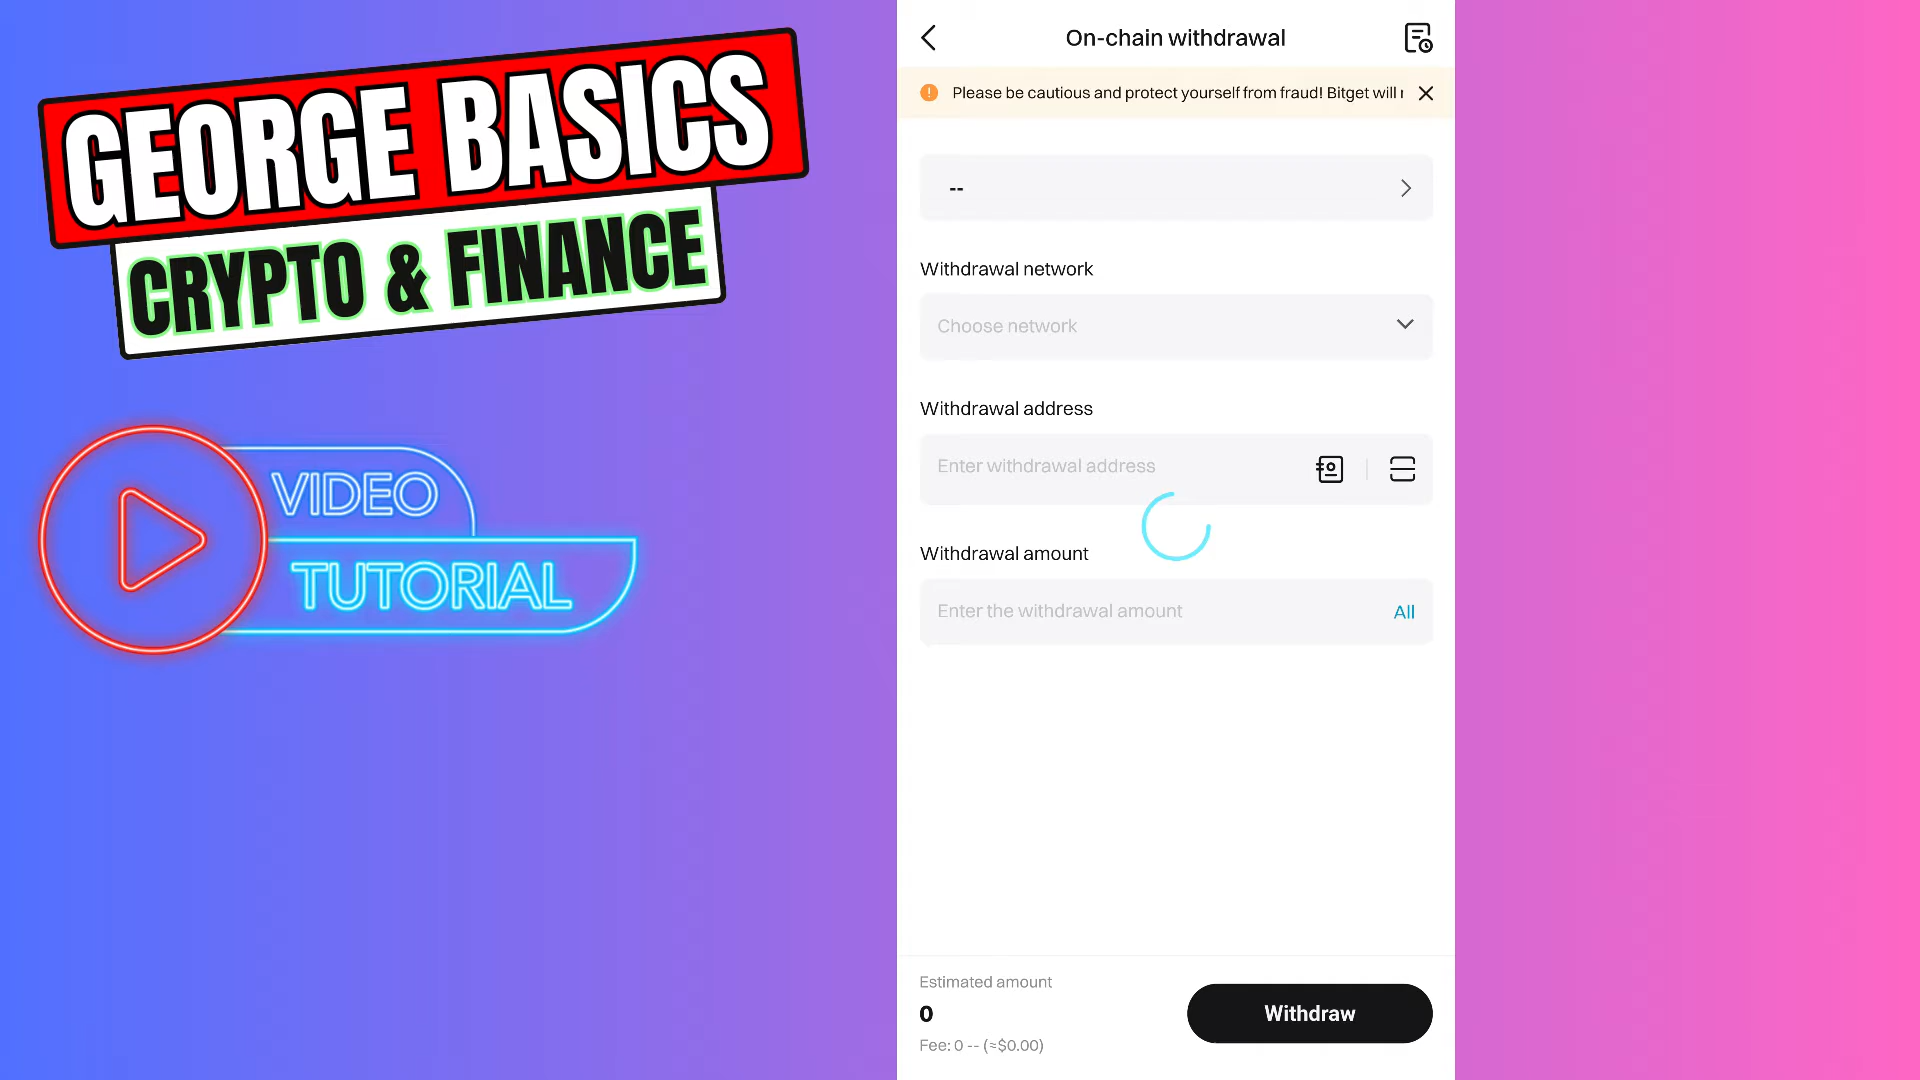 GEORGE BASICS
CRYPTO & FINANCE
VIDEO
TUTORIAL
On-chain withdrawal
Please be cautious and protect yourself from fraud! Bitget will
--
Withdrawal network
Choose network
Withdrawal address
Enter withdrawal address
Withdrawal amount
Enter the withdrawal amount
All
Estimated amount
0
Fee: 0 -- (≈$0.00)
Withdraw